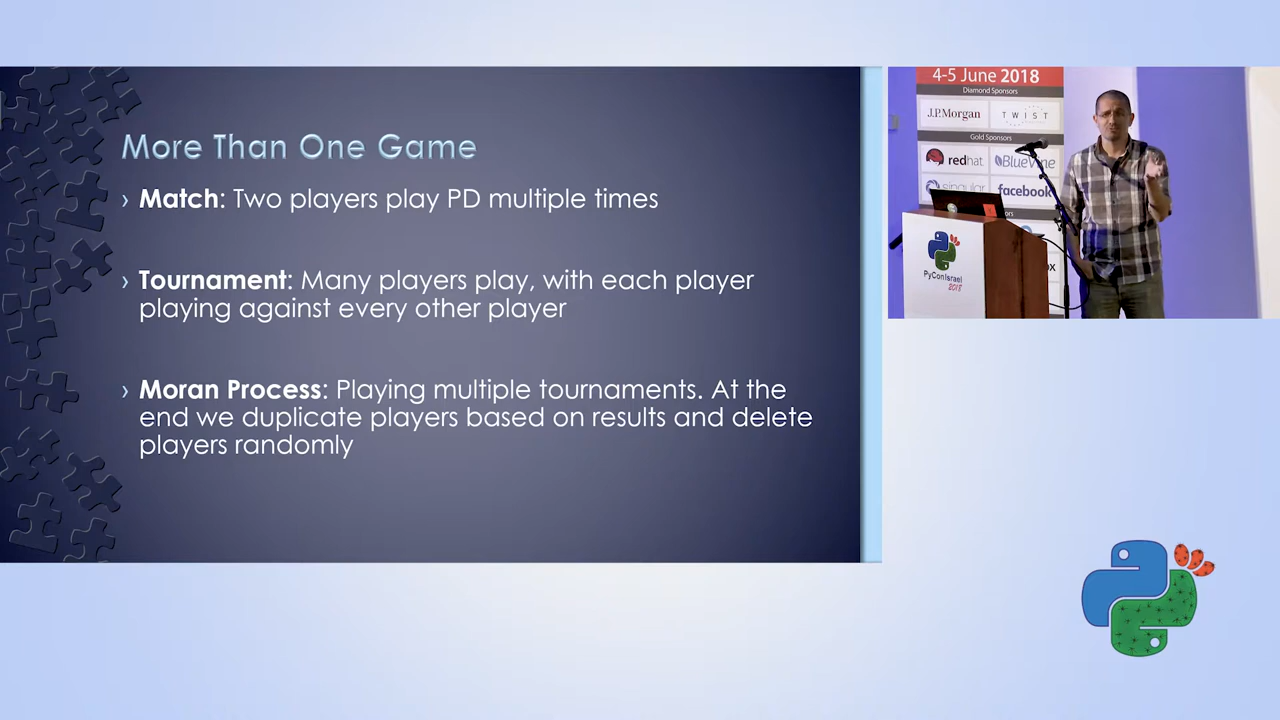 More Than One Game
› Match: Two players play PD multiple times
› Tournament: Many players play, with each player
playing against every other player
› Moran Process: Playing multiple tournaments. At the
end we duplicate players based on results and delete
players randomly
4-5 June 2018
Diamond Sponsors
J.P.Morgan
TWIST
Gold Sponsors
redhat
BlueVine
singular
facebook
PyConIsrael
2018